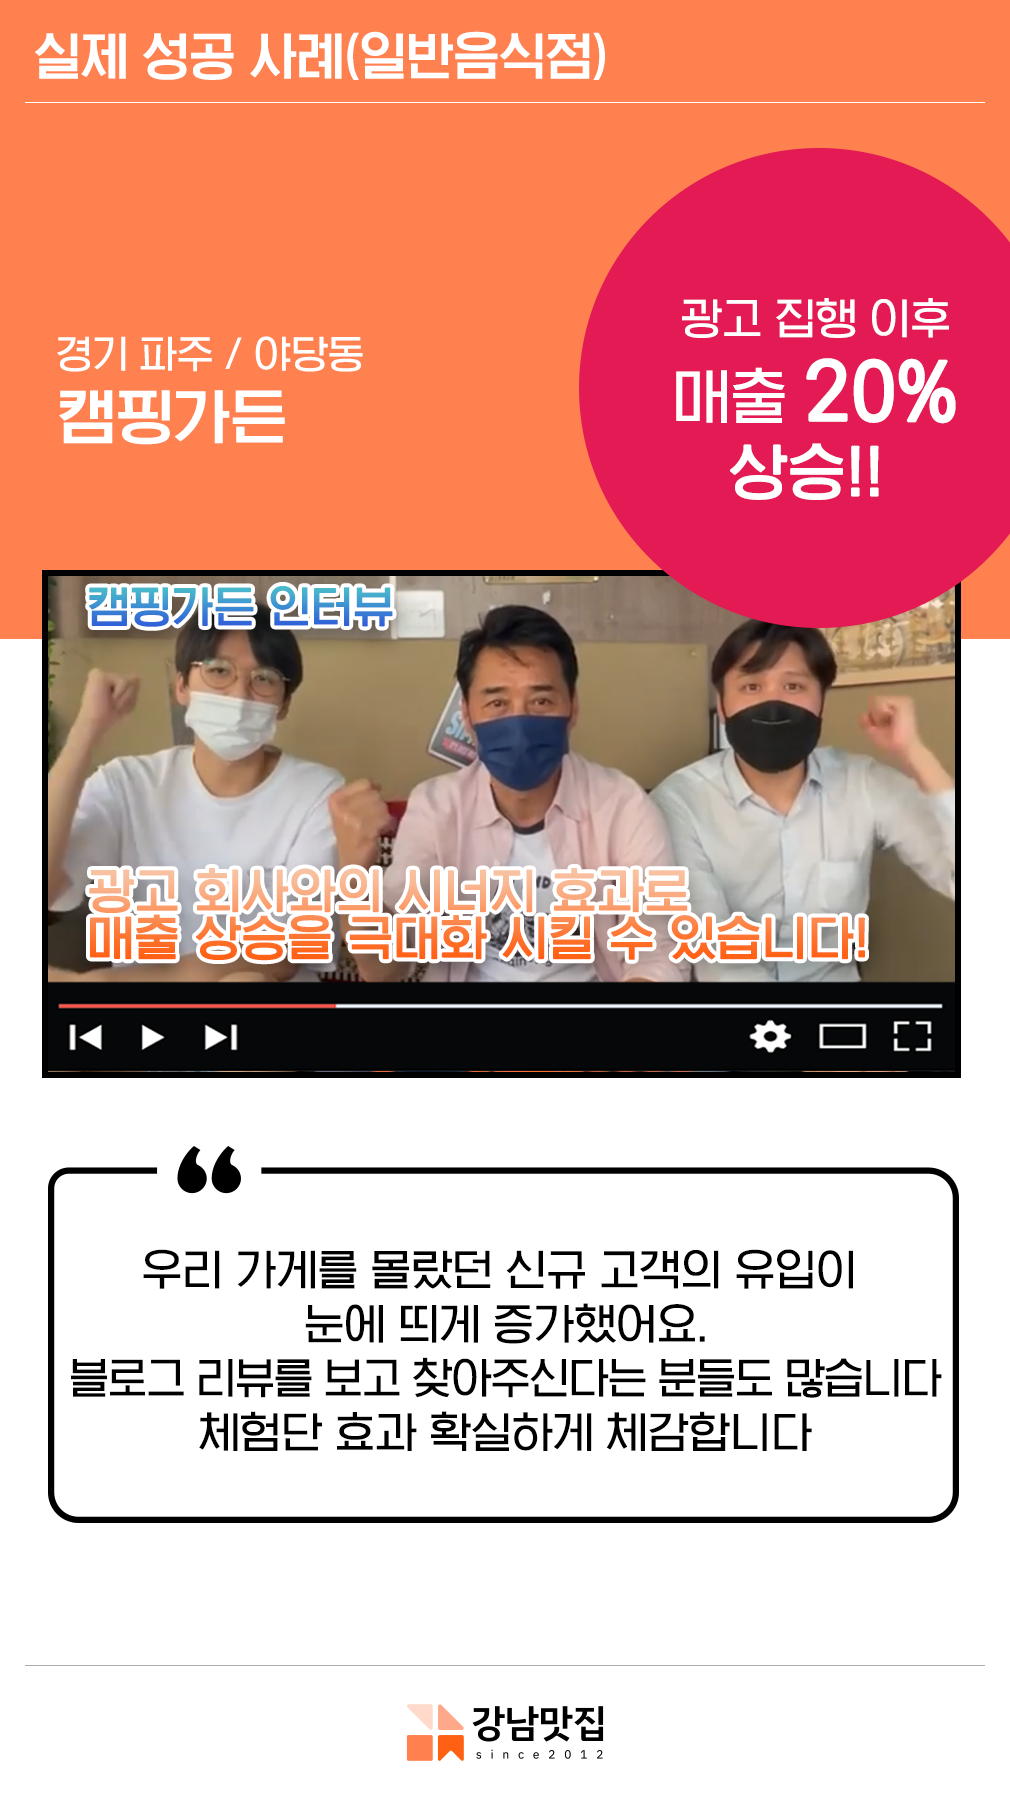 실제 성공 사례(일반음식점)
광고 집행 이후
매출 20%
상승!!
경기 파주 / 야당동
캠핑가든
캠핑가든 인터뷰
광고 회사와의 시너지 효과로
매출 상승을 극대화 시킬 수 있습니다!
우리 가게를 몰랐던 신규 고객의 유입이
눈에 띄게 증가했어요.
블로그 리뷰를 보고 찾아주신다는 분들도 많습니다
체험단 효과 확실하게 체감합니다
강남맛집
since2012